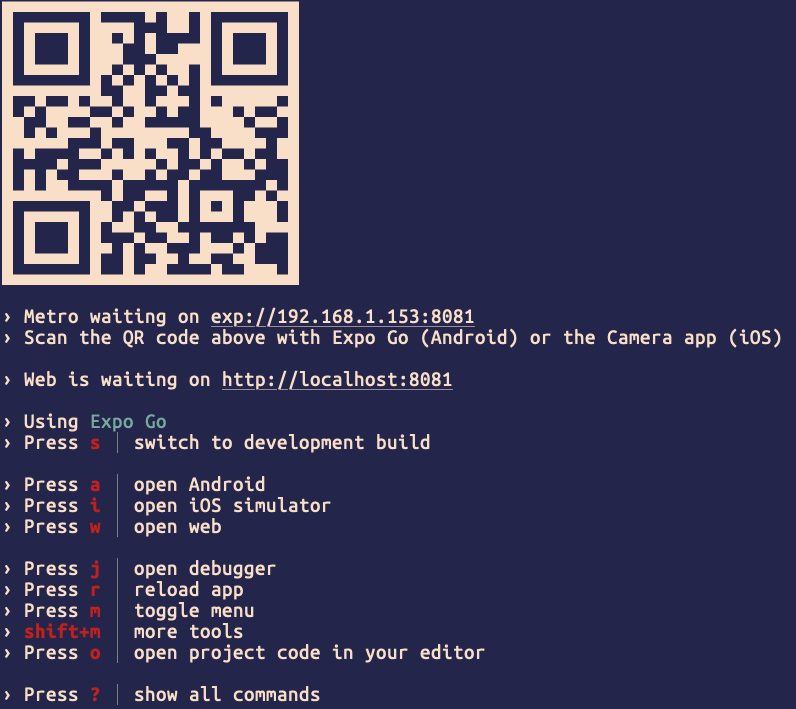 › Metro waiting on exp://192.168.1.153:8081
› Scan the QR code above with Expo Go (Android) or the Camera app (iOS)
› Web is waiting on http://localhost:8081
› Using Expo Go
› Press s │ switch to development build
› Press a │ open Android
› Press i │ open iOS simulator
› Press w │ open web
› Press j │ open debugger
› Press r │ reload app
› Press m │ toggle menu
› shift+m │ more tools
› Press o │ open project code in your editor
› Press ? │ show all commands